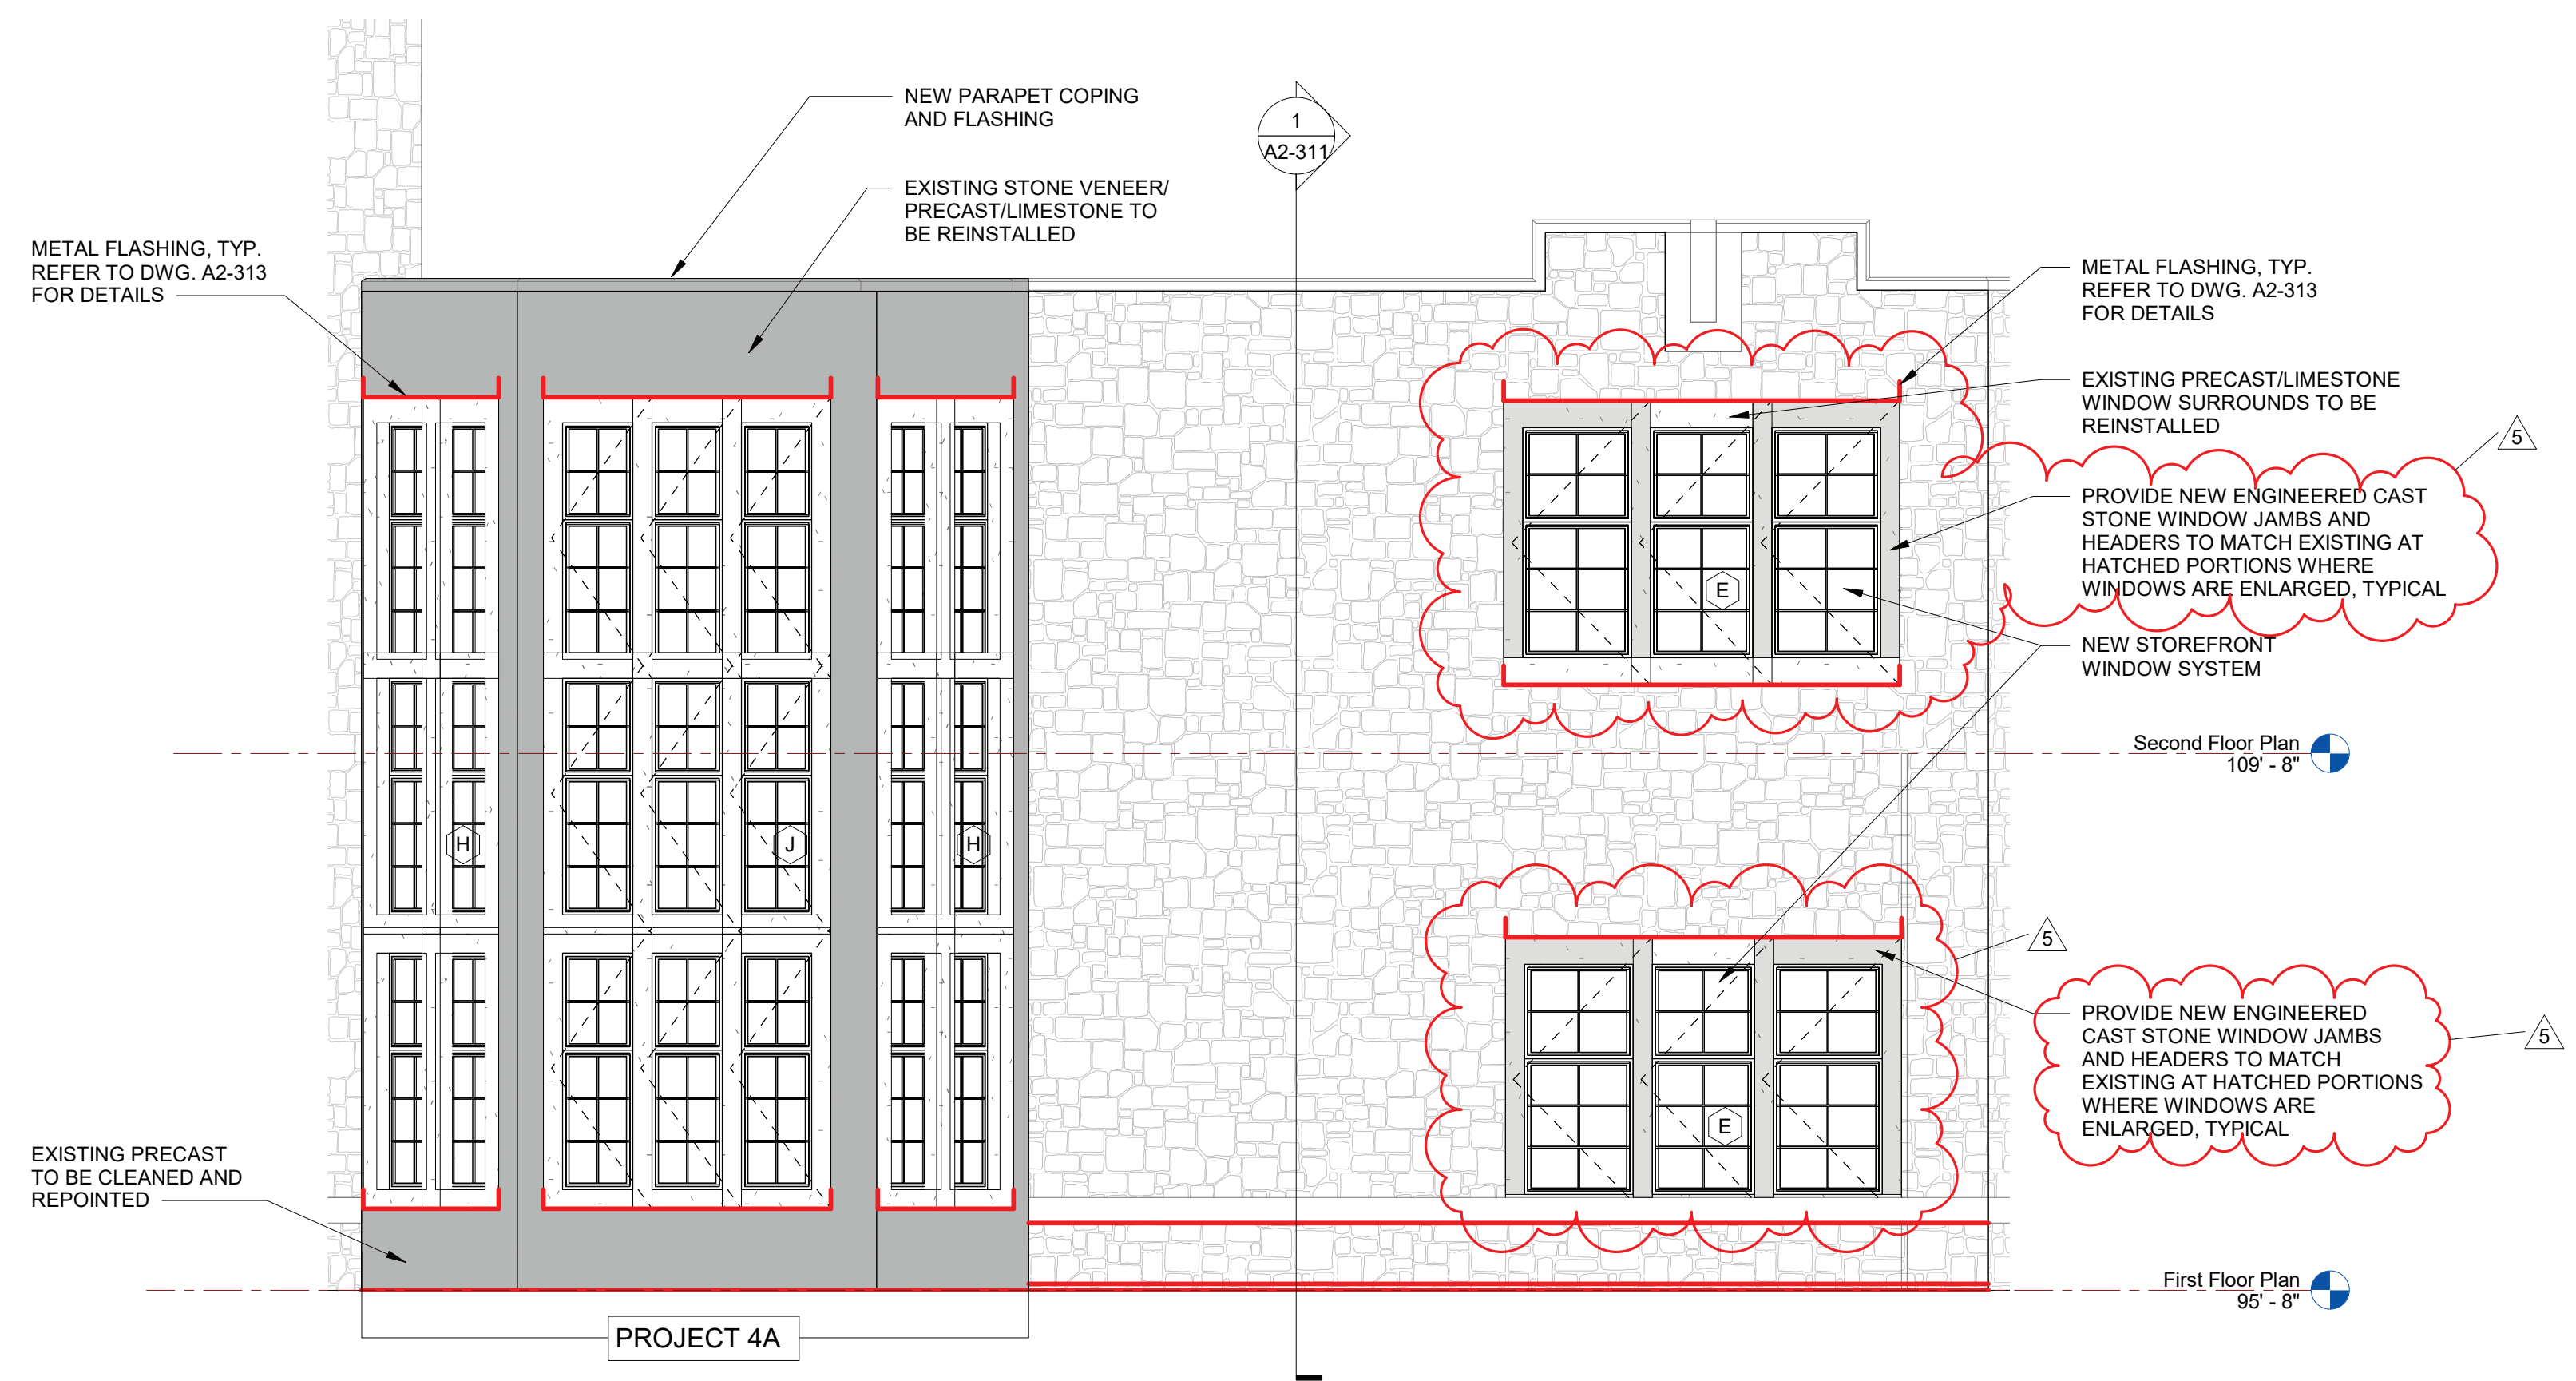 NEW PARAPET COPING
AND FLASHING
1
A2-311
EXISTING STONE VENEER/
PRECAST/LIMESTONE TO
BE REINSTALLED
METAL FLASHING, TYP.
REFER TO DWG. A2-313
FOR DETAILS
METAL FLASHING, TYP.
REFER TO DWG. A2-313
FOR DETAILS
EXISTING PRECAST/LIMESTONE
WINDOW SURROUNDS TO BE
REINSTALLED
5
PROVIDE NEW ENGINEERED CAST
STONE WINDOW JAMBS AND
HEADERS TO MATCH EXISTING AT
HATCHED PORTIONS WHERE
WINDOWS ARE ENLARGED, TYPICAL
E
NEW STOREFRONT
WINDOW SYSTEM
Second Floor Plan
109' - 8"
H
J
H
5
PROVIDE NEW ENGINEERED
CAST STONE WINDOW JAMBS
AND HEADERS TO MATCH
EXISTING AT HATCHED PORTIONS
WHERE WINDOWS ARE
ENLARGED, TYPICAL
5
E
EXISTING PRECAST
TO BE CLEANED AND
REPOINTED
First Floor Plan
95' - 8"
PROJECT 4A